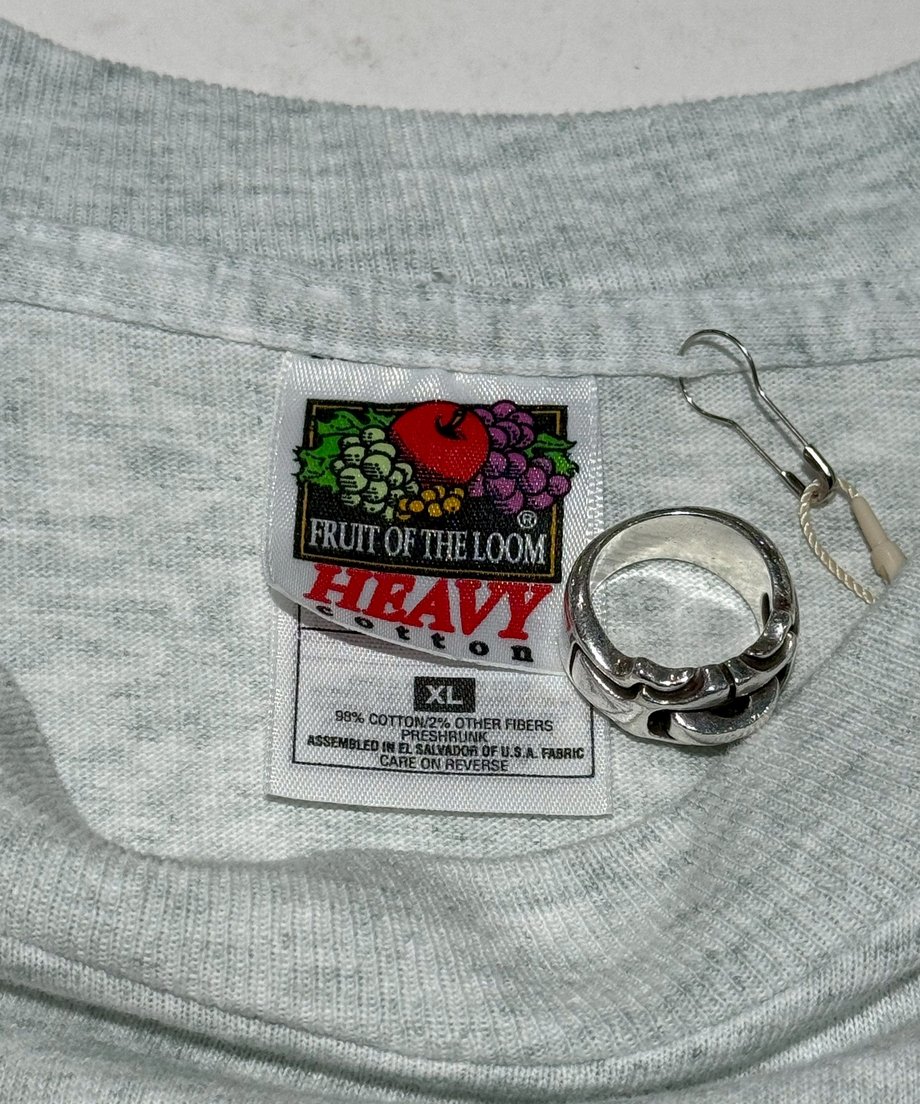 ®
FRUIT OF THE LOOM
HEAVY
cotton
XL
98% COTTON/2% OTHER FIBERS
PRESHRUNK
ASSEMBLED IN EL SALVADOR OF U.S.A. FABRIC
CARE ON REVERSE